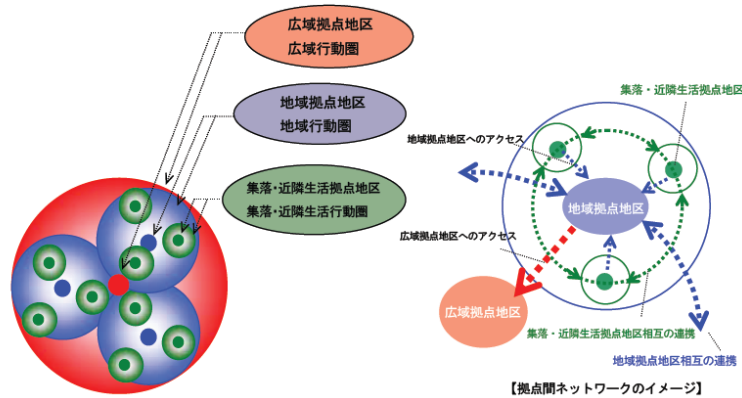 広域拠点地区
広域行動圏
地域拠点地区
地域行動圏
集落・近隣生活拠点地区
集落・近隣生活行動圏
集落・近隣生活拠点地区
地域拠点地区へのアクセス
地域拠点地区
広域拠点地区へのアクセス
広域拠点地区
集落・近隣生活拠点地区相互の連携
地域拠点地区相互の連携
【拠点間ネットワークのイメージ】